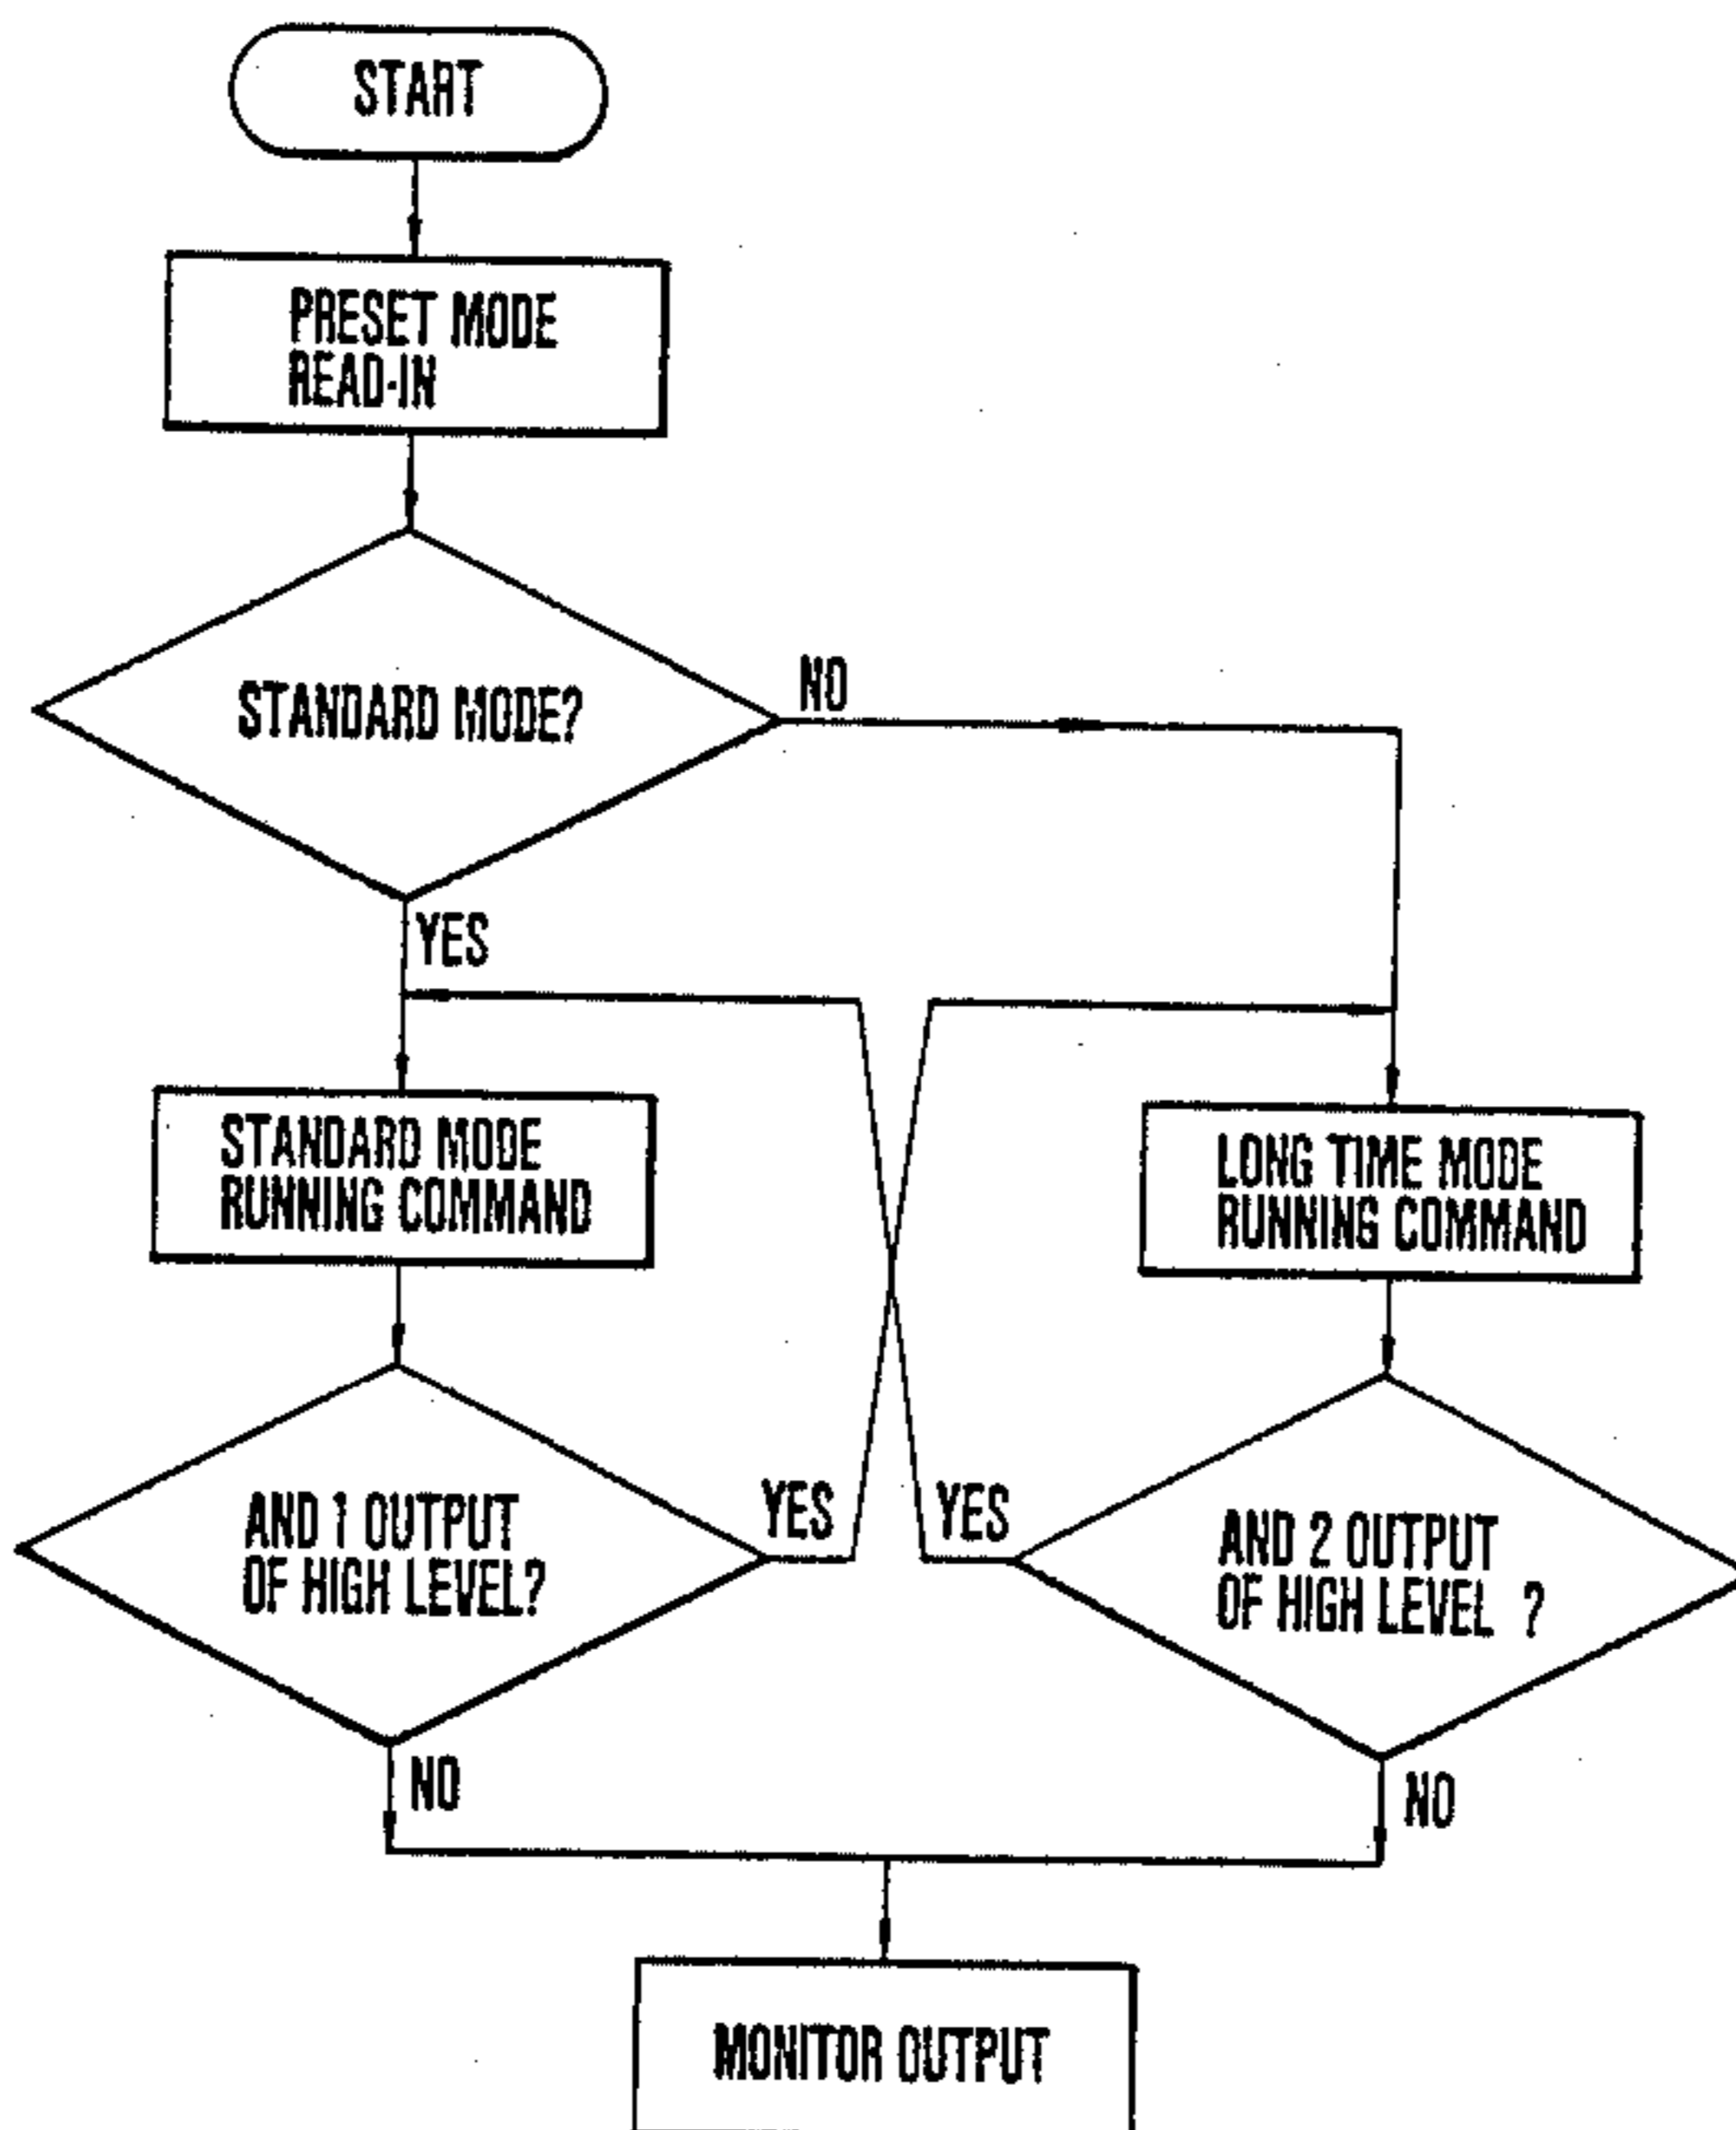 START
PRESET MODE
READ-IN
STANDARD MODE?
NO
YES
STANDARD MODE
RUNNING COMMAND
LONG TIME MODE
RUNNING COMMAND
AND 1 OUTPUT
OF HIGH LEVEL?
YES
YES
AND 2 OUTPUT
OF HIGH LEVEL ?
NO
NO
MONITOR OUTPUT